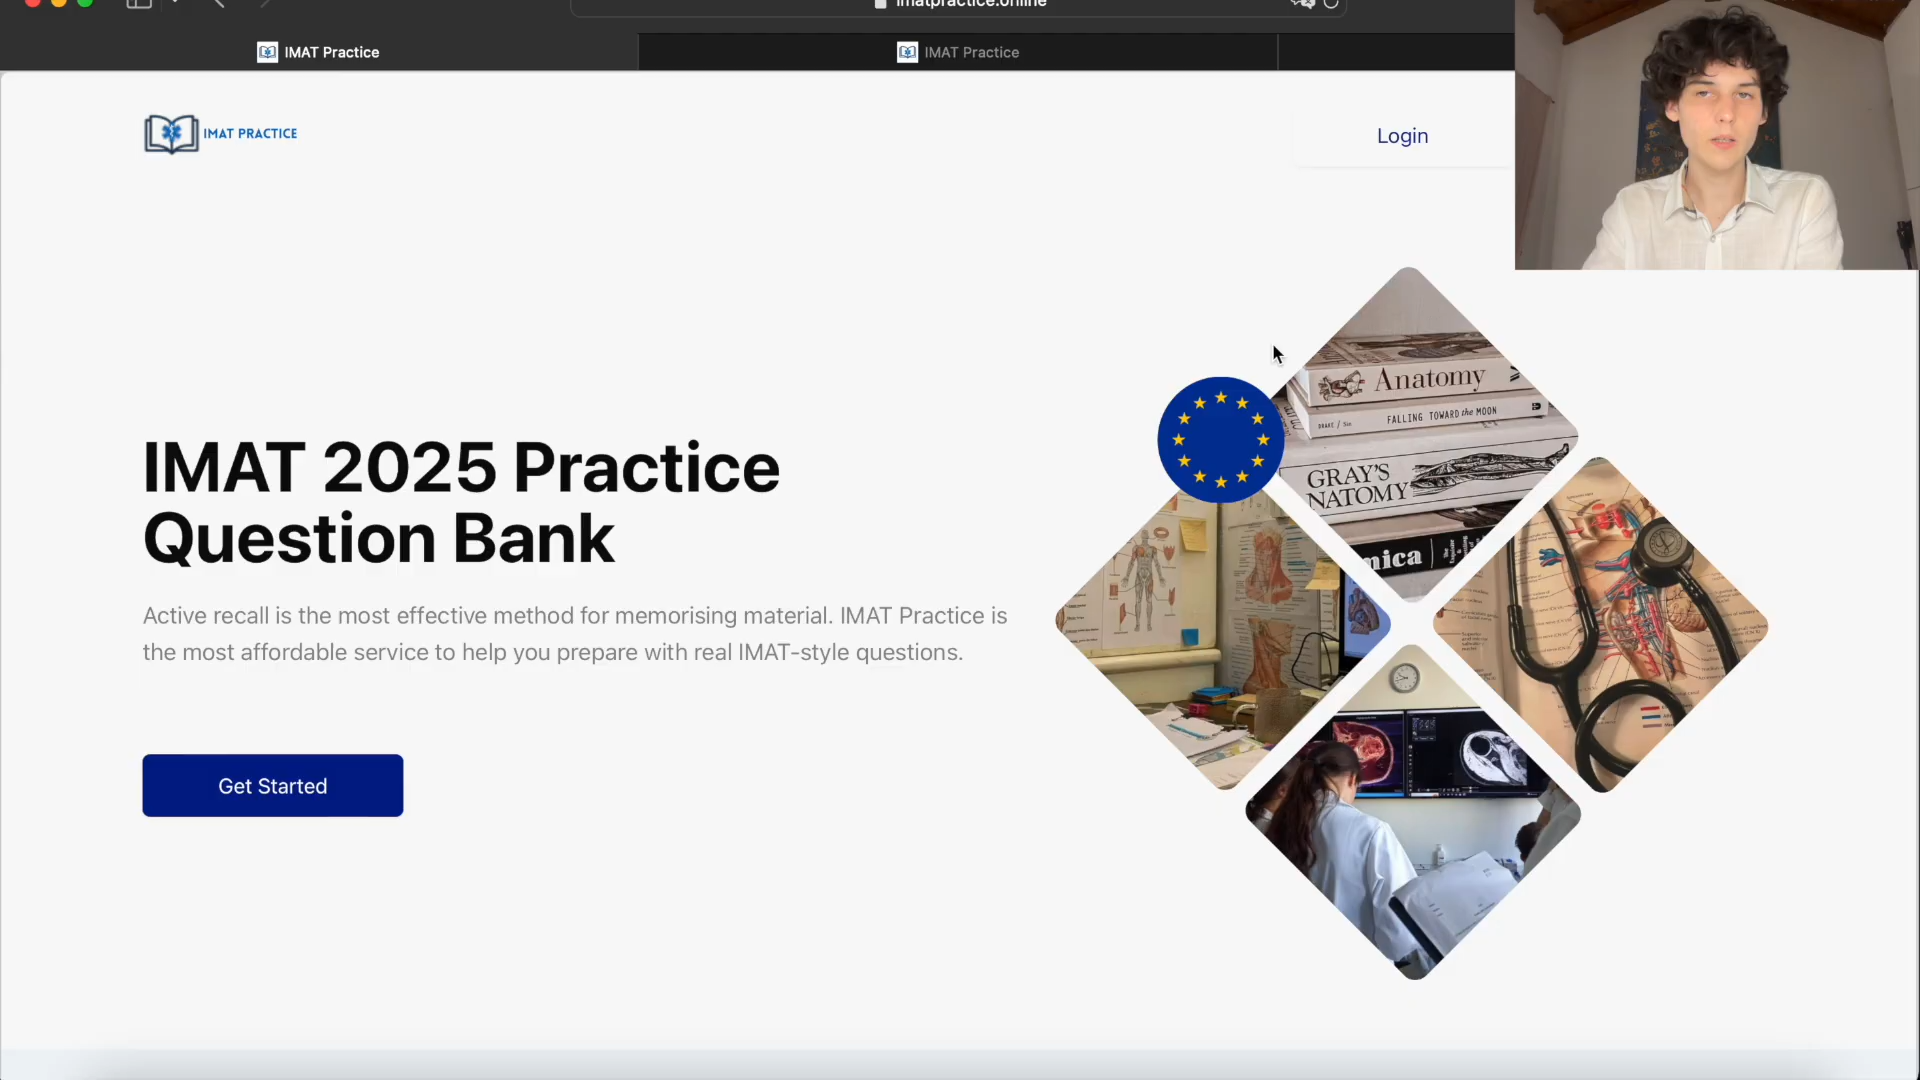 imatpractice.online
IMAT Practice
IMAT Practice
IMAT PRACTICE
Login
IMAT 2025 Practice
Question Bank
Active recall is the most effective method for memorising material. IMAT Practice is
the most affordable service to help you prepare with real IMAT-style questions.
Get Started
Anatomy
DRAKE / Sin
FALLING TOWARD the MOON
GRAY'S
NATOMY
mica